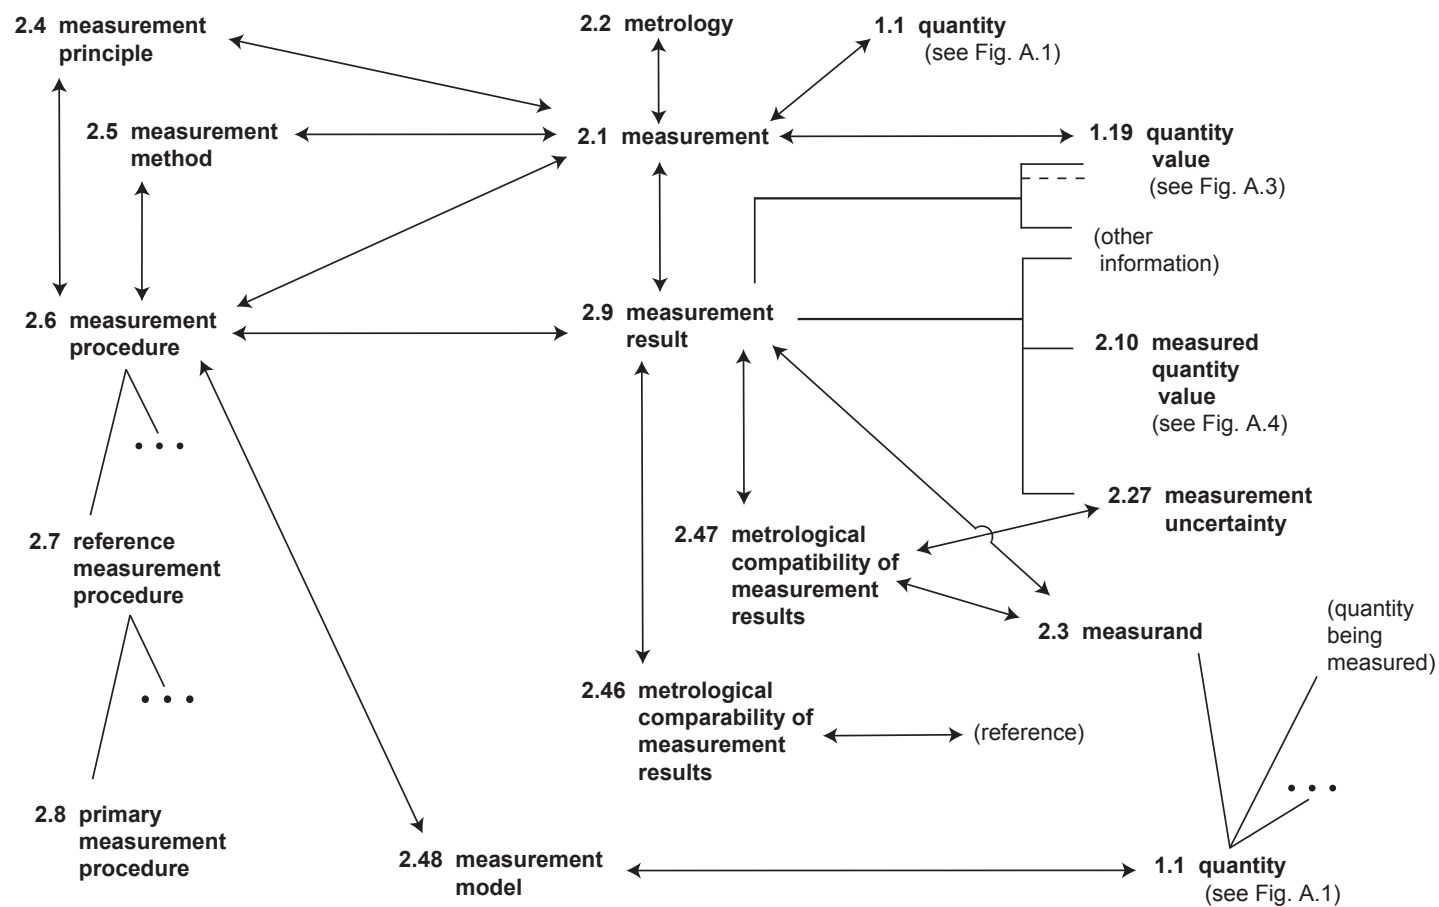 2.4 measurement
principle
2.2 metrology
1.1 quantity
(see Fig. A.1)
2.5 measurement
method
2.1 measurement
1.19 quantity
value
(see Fig. A.3)
(other
information)
2.6 measurement
procedure
2.9 measurement
result
2.10 measured
quantity
value
(see Fig. A.4)
2.27 measurement
uncertainty
2.7 reference
measurement
procedure
2.47 metrological
compatibility of
measurement
results
2.3 measurand
(quantity
being
measured)
2.46 metrological
comparability of
measurement
results
(reference)
2.8 primary
measurement
procedure
2.48 measurement
model
1.1 quantity
(see Fig. A.1)